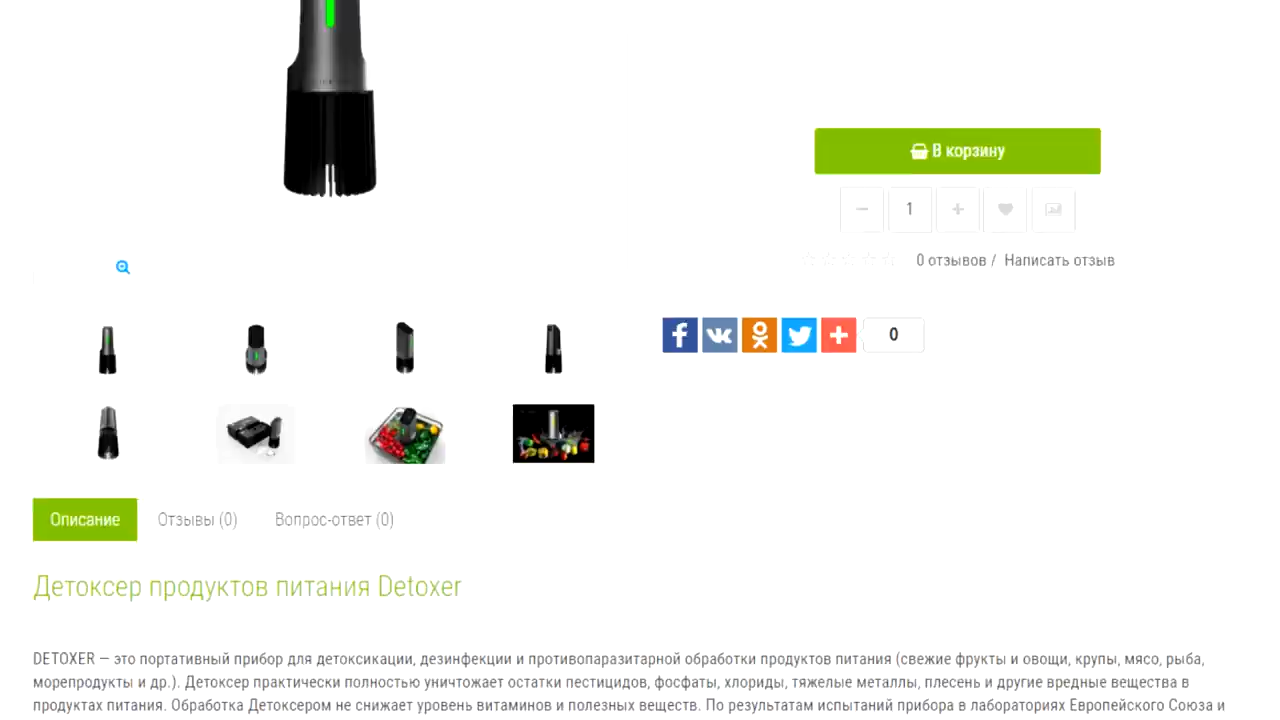 В корзину
1
0 отзывов / Написать отзыв
0
Описание Отзывы (0) Вопрос-ответ (0)
Детоксер продуктов питания Detoxer
DETOXER — это портативный прибор для детоксикации, дезинфекции и противопаразитарной обработки продуктов питания (свежие фрукты и овощи, крупы, мясо, рыба,
морепродукты и др.). Детоксер практически полностью уничтожает остатки пестицидов, фосфаты, хлориды, тяжелые металлы, плесень и другие вредные вещества в
продуктах питания. Обработка Детоксером не снижает уровень витаминов и полезных веществ. По результатам испытаний прибора в лабораториях Европейского Союза и